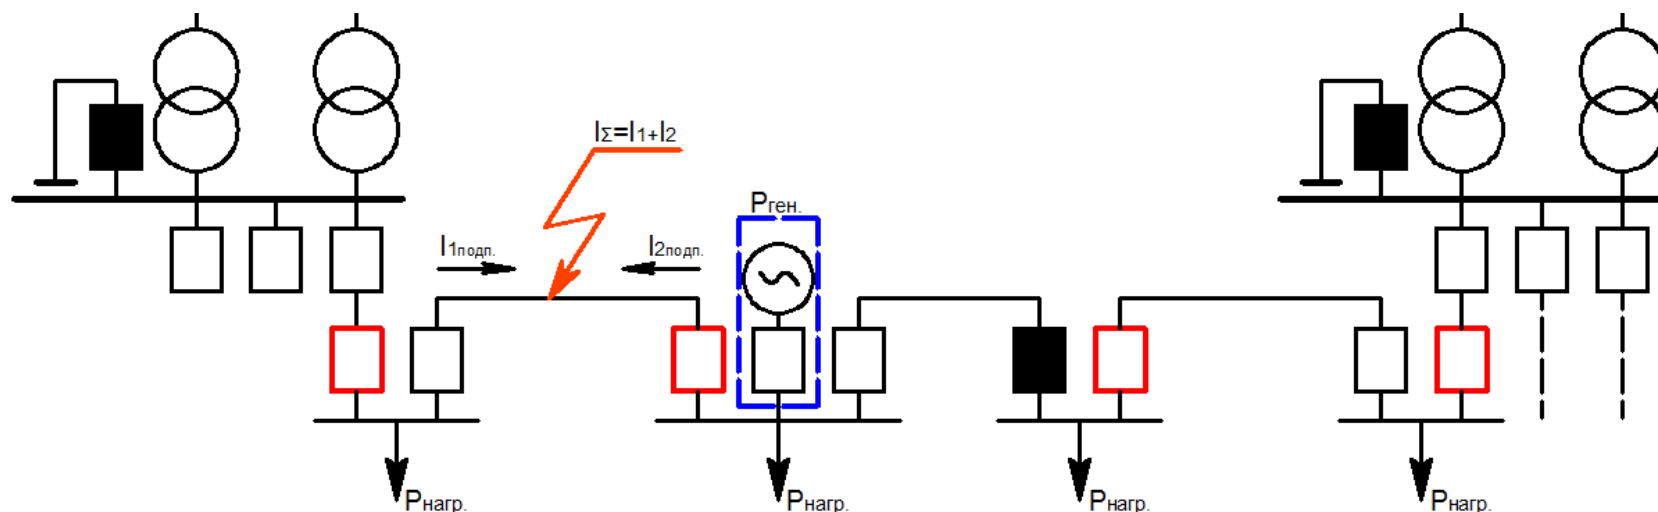 IΣ=I1+I2
Pген.
I1подп.
I2подп.
Pнагр.
Pнагр.
Pнагр.
Pнагр.